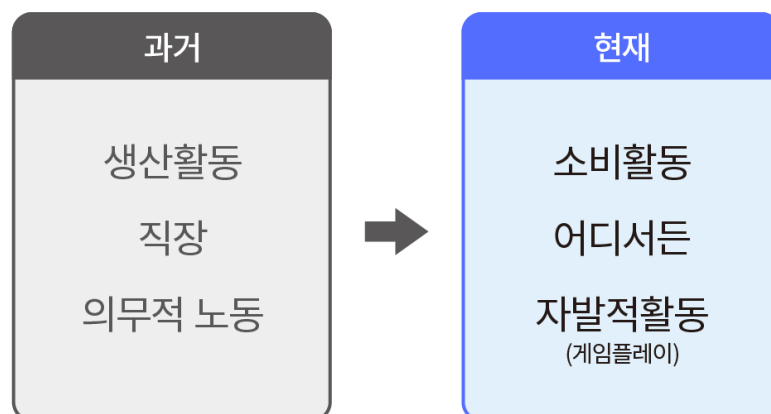 과거
생산활동
직장
의무적 노동
현재
소비활동
어디서든
자발적활동
(게임플레이)